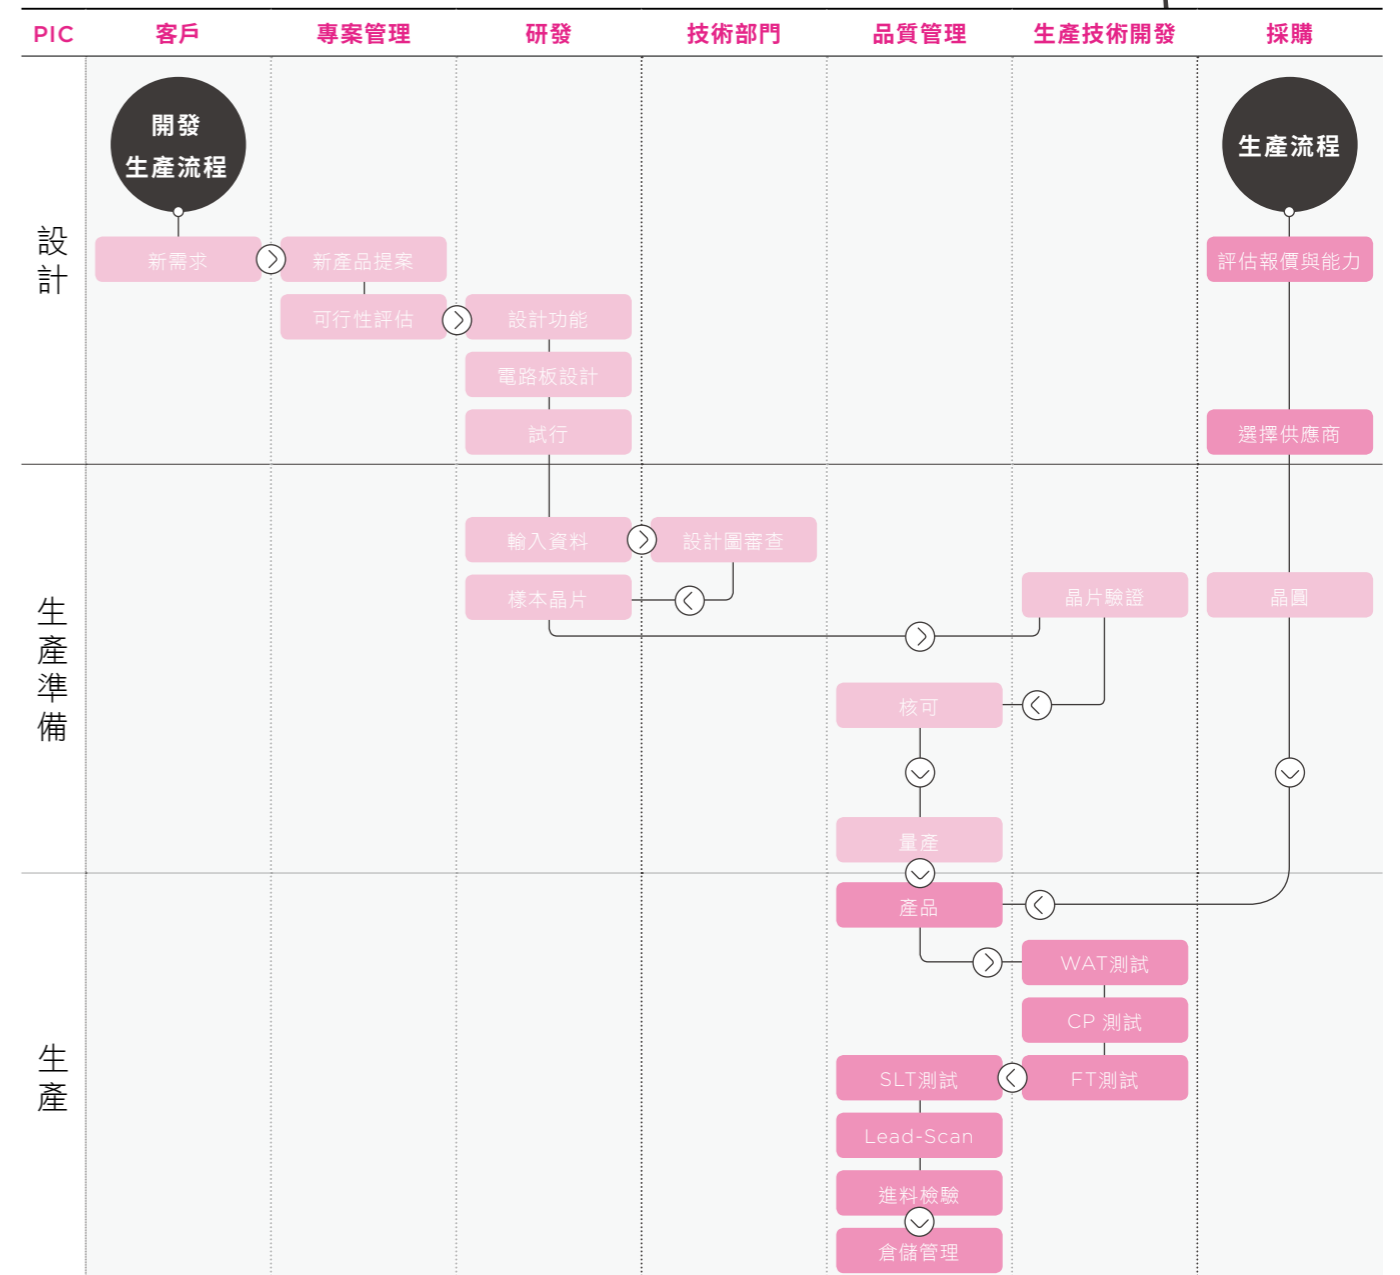 PIC 客戶 專案管理 研發 技術部門 品質管理 生產技術開發 採購
開發
生產流程
生產流程
設計
新需求 新產品提案 評估報價與能力
可行性評估 設計功能
電路板設計
試行 選擇供應商
生產準備
輸入資料 設計圖審查
樣本晶片 晶片驗證 晶圓
核可
量產
生產
產品
WAT測試
CP 測試
SLT測試 FT測試
Lead-Scan
進料檢驗
倉儲管理